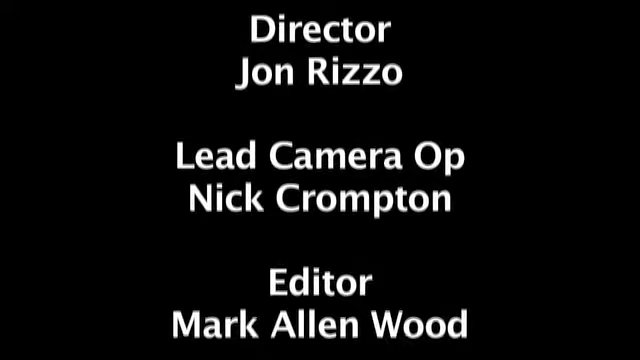 Director
Jon Rizzo
Lead Camera Op
Nick Crompton
Editor
Mark Allen Wood